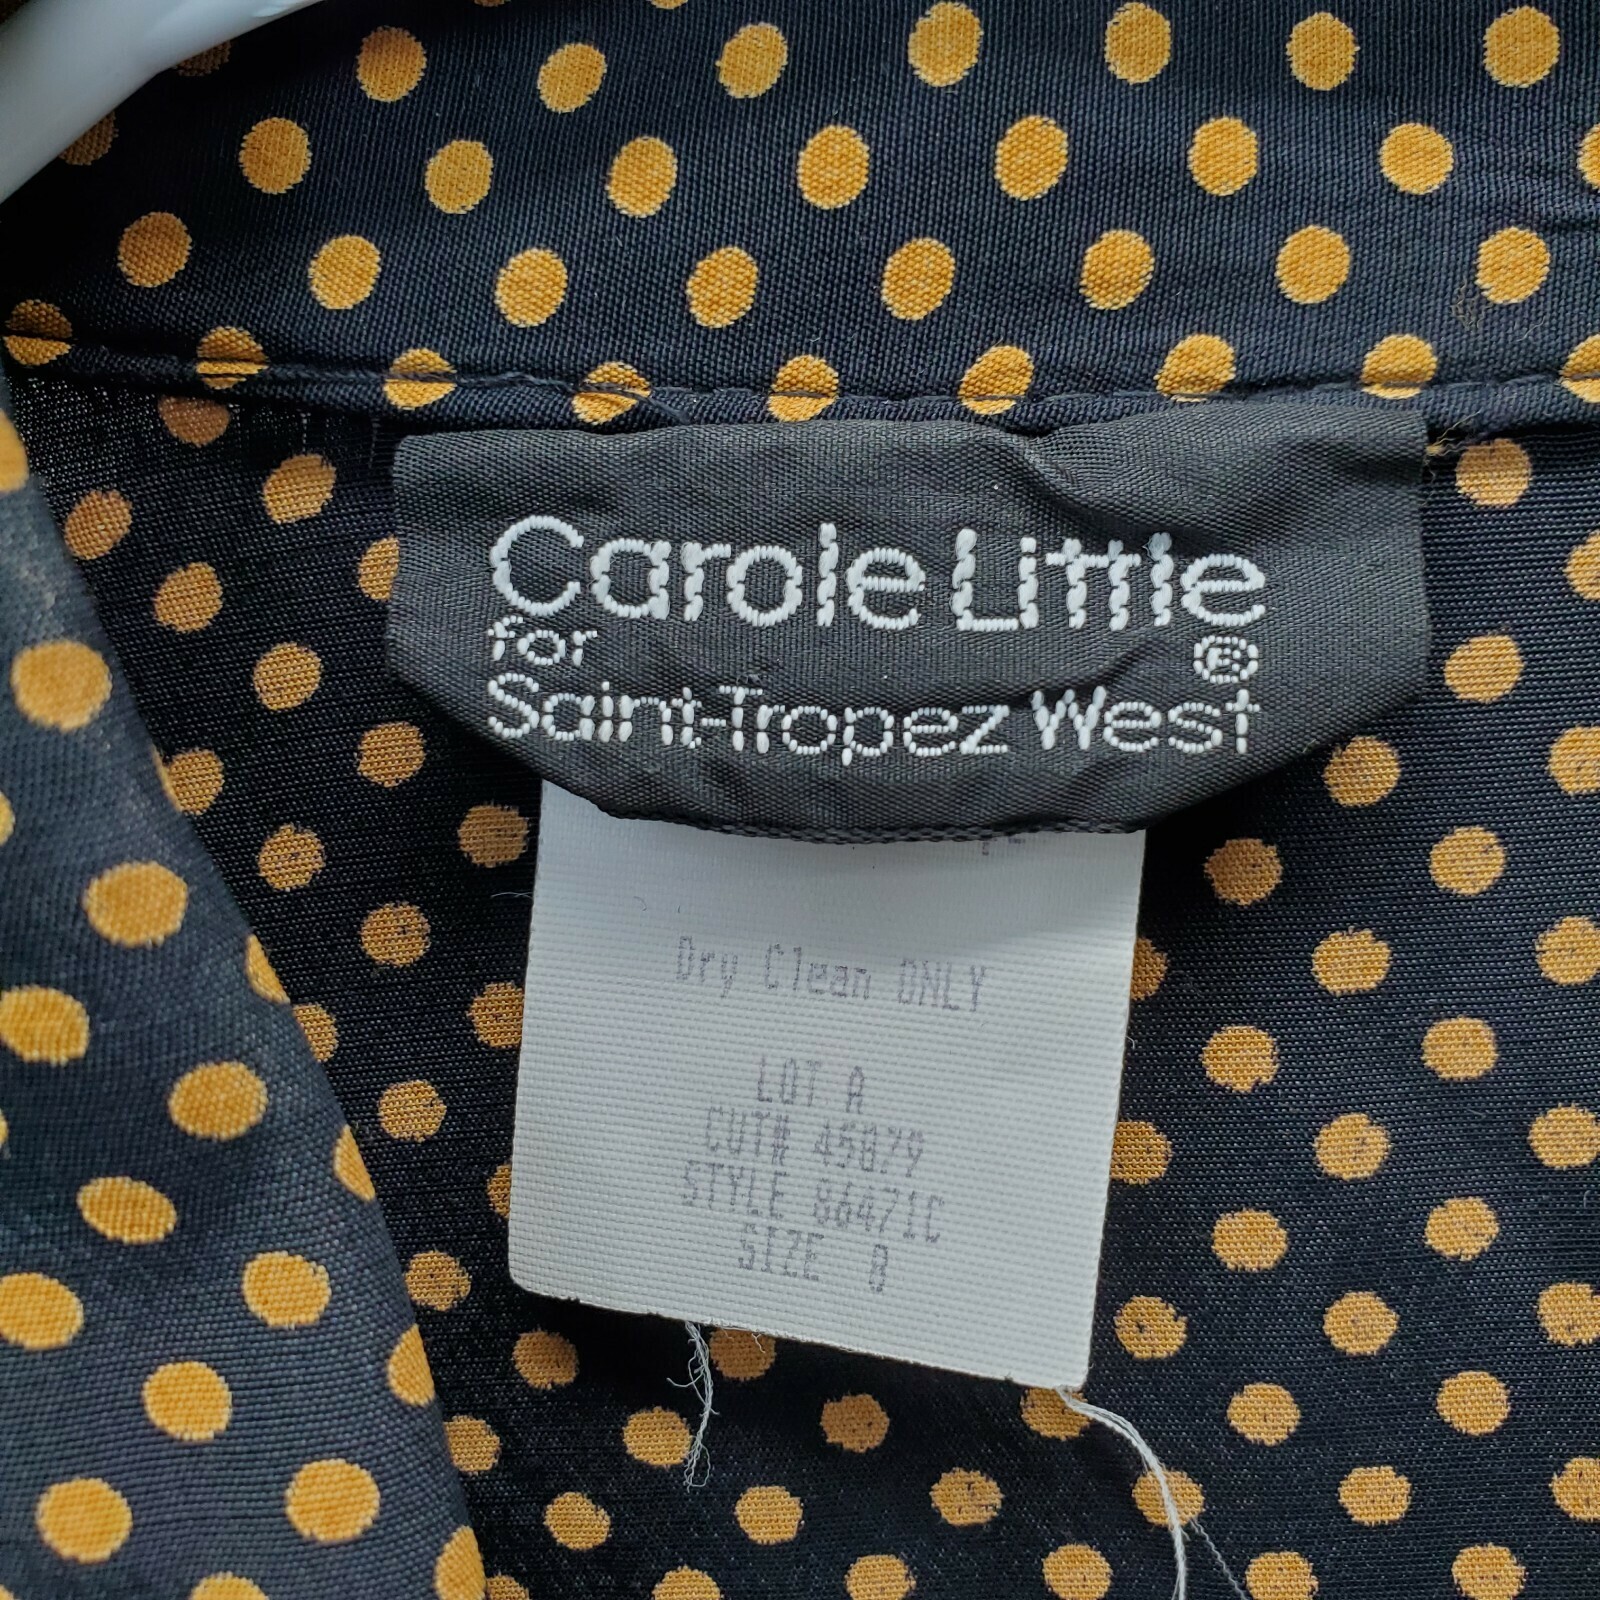 Carole Little
for ®
Saint-Tropez West
Dry Clean ONLY
LOT A
CUT# 45879
STYLE 86471C
SIZE 8